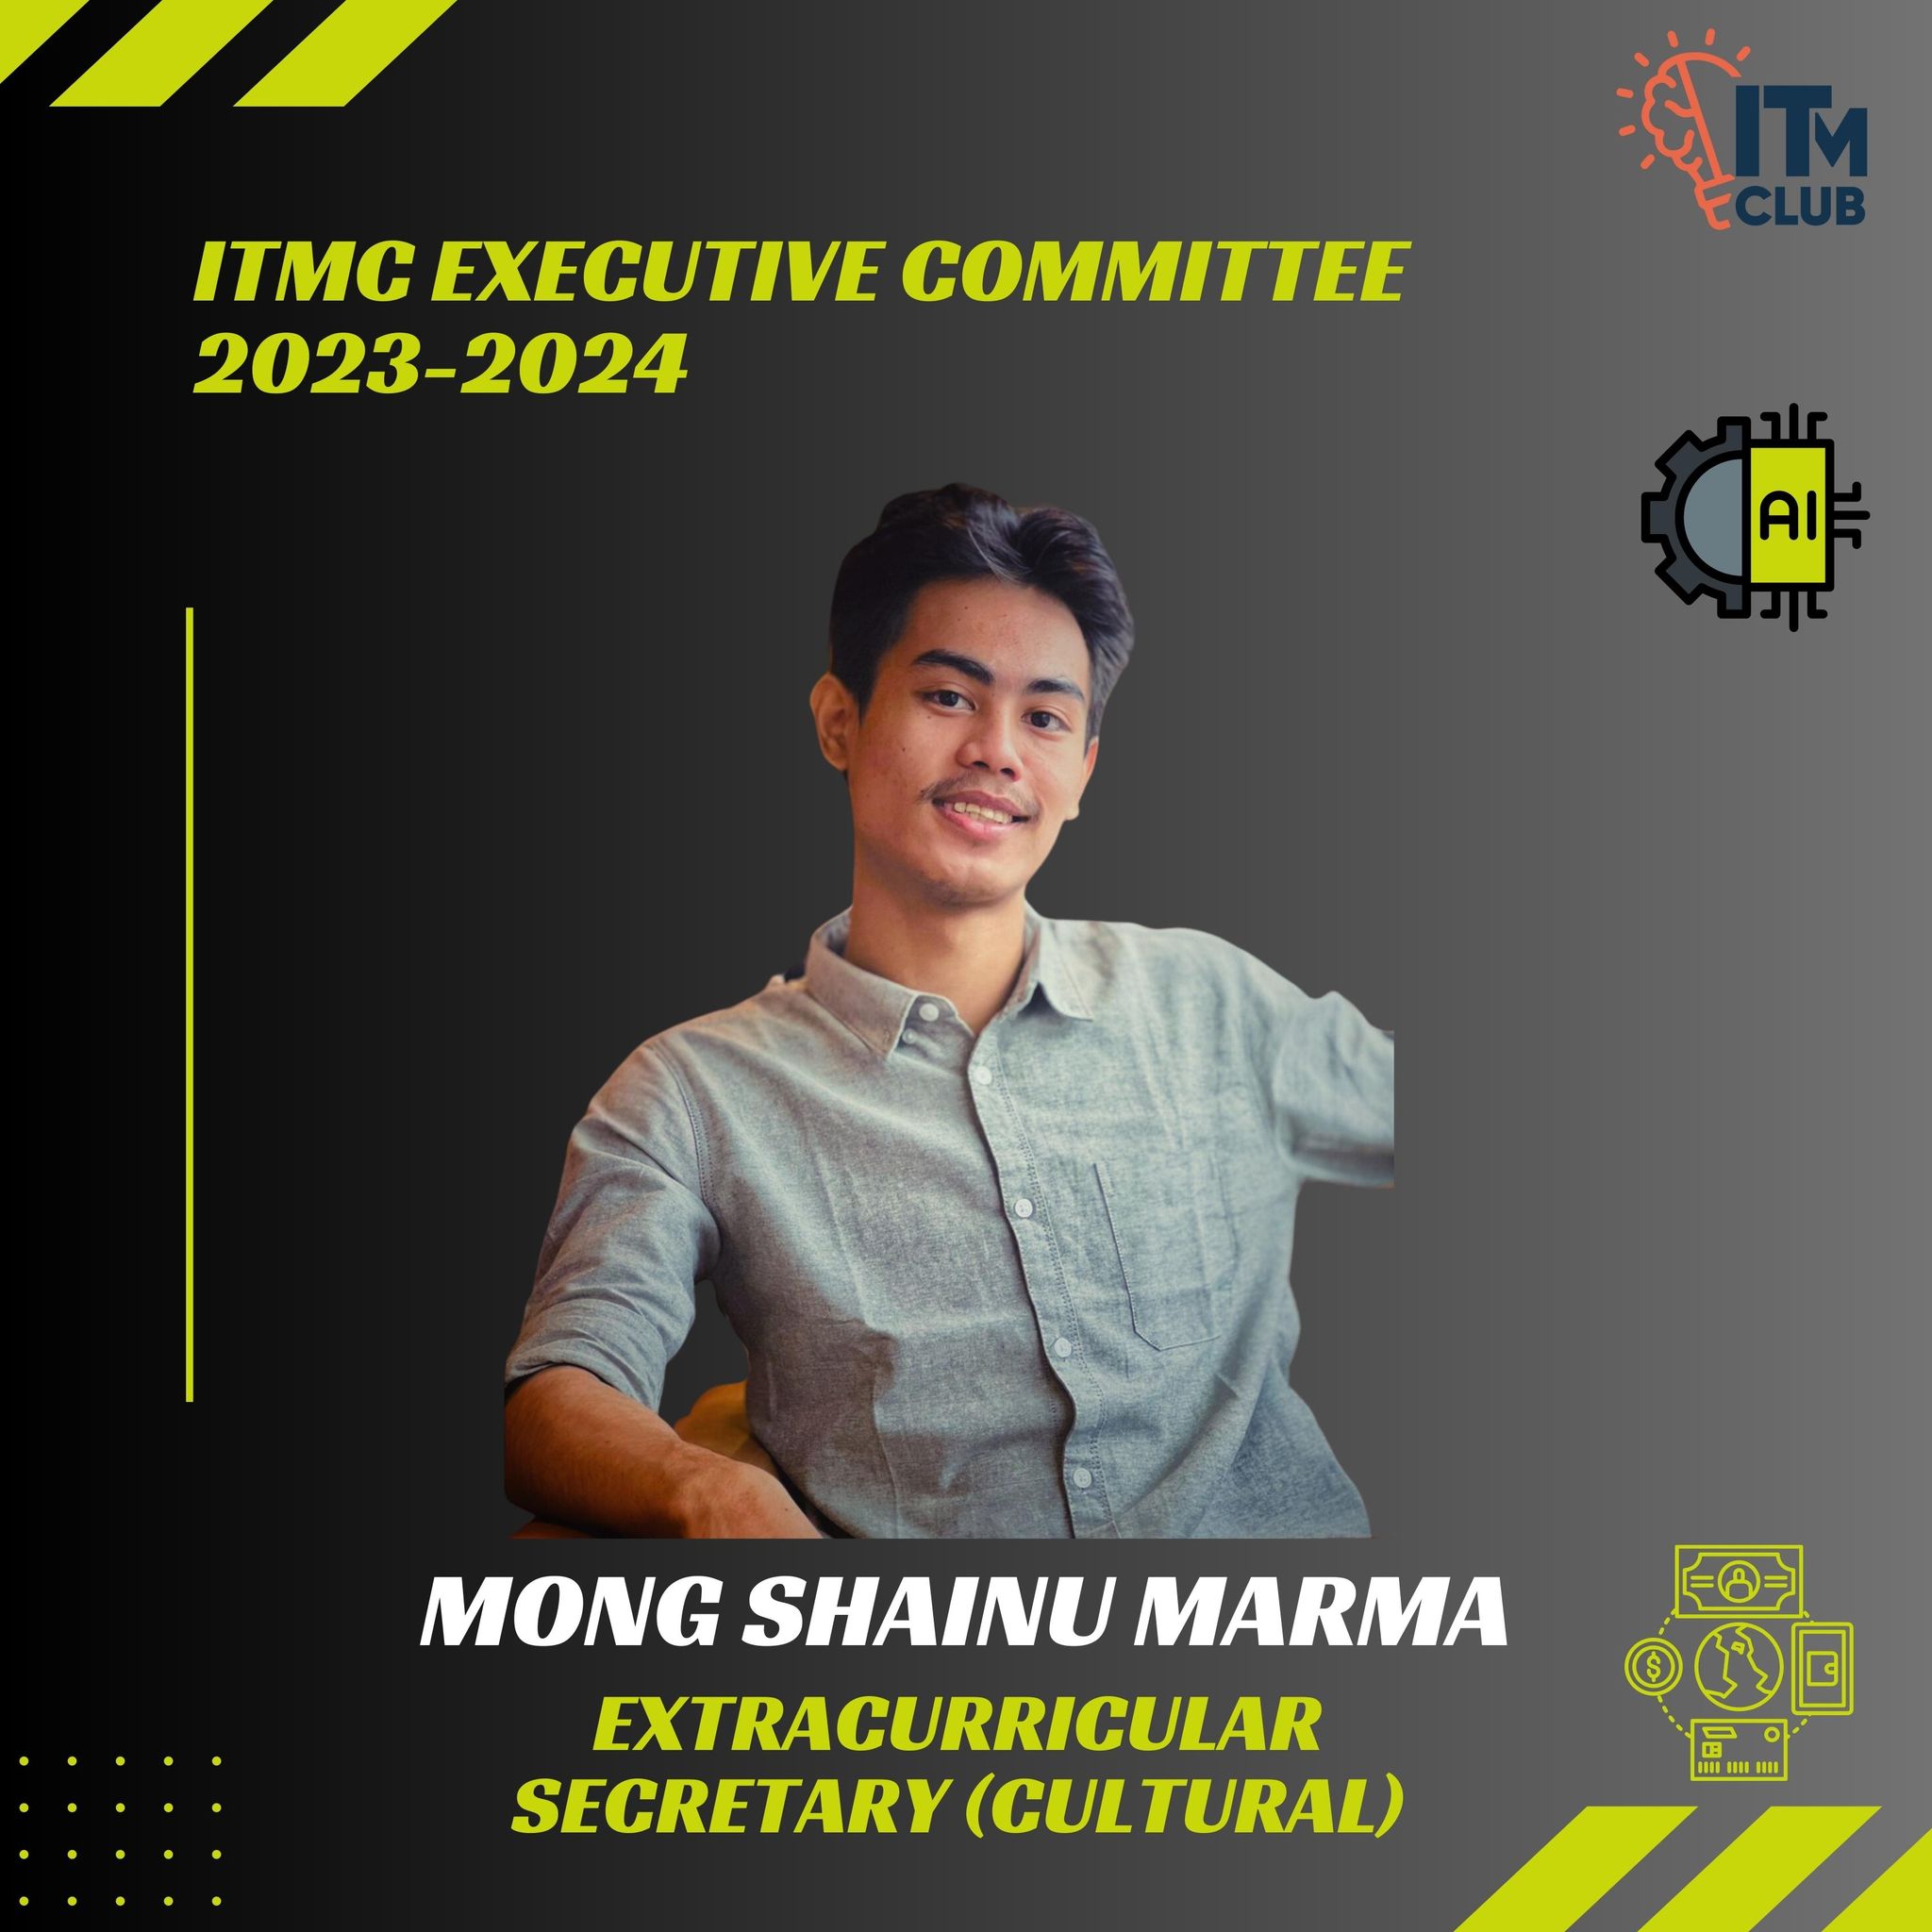 ITM
CLUB
ITMC EXECUTIVE COMMITTEE
2023-2024
AI
MONG SHAINU MARMA
$
EXTRACURRICULAR
SECRETARY (CULTURAL)